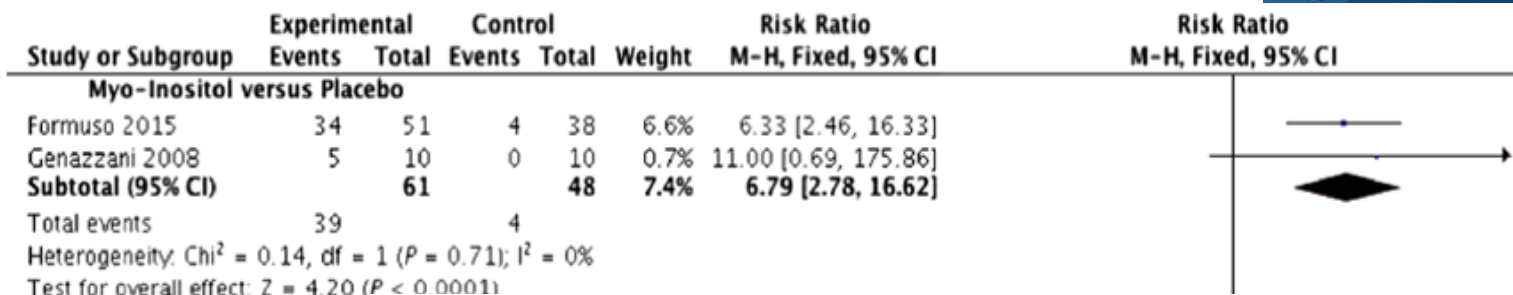 Experimental Control Risk Ratio Risk Ratio
Study or Subgroup Events Total Events Total Weight M-H, Fixed, 95% CI M-H, Fixed, 95% CI
Myo-Inositol versus Placebo
Formuso 2015 34 51 4 38 6.6% 6.33 [2.46, 16.33]
Genazzani 2008 5 10 0 10 0.7% 11.00 [0.69, 175.86]
Subtotal (95% CI) 61 48 7.4% 6.79 [2.78, 16.62]
Total events 39 4
Heterogeneity: Chi² = 0.14, df = 1 (P = 0.71); I² = 0%
Test for overall effect: Z = 4.20 (P < 0.0001)